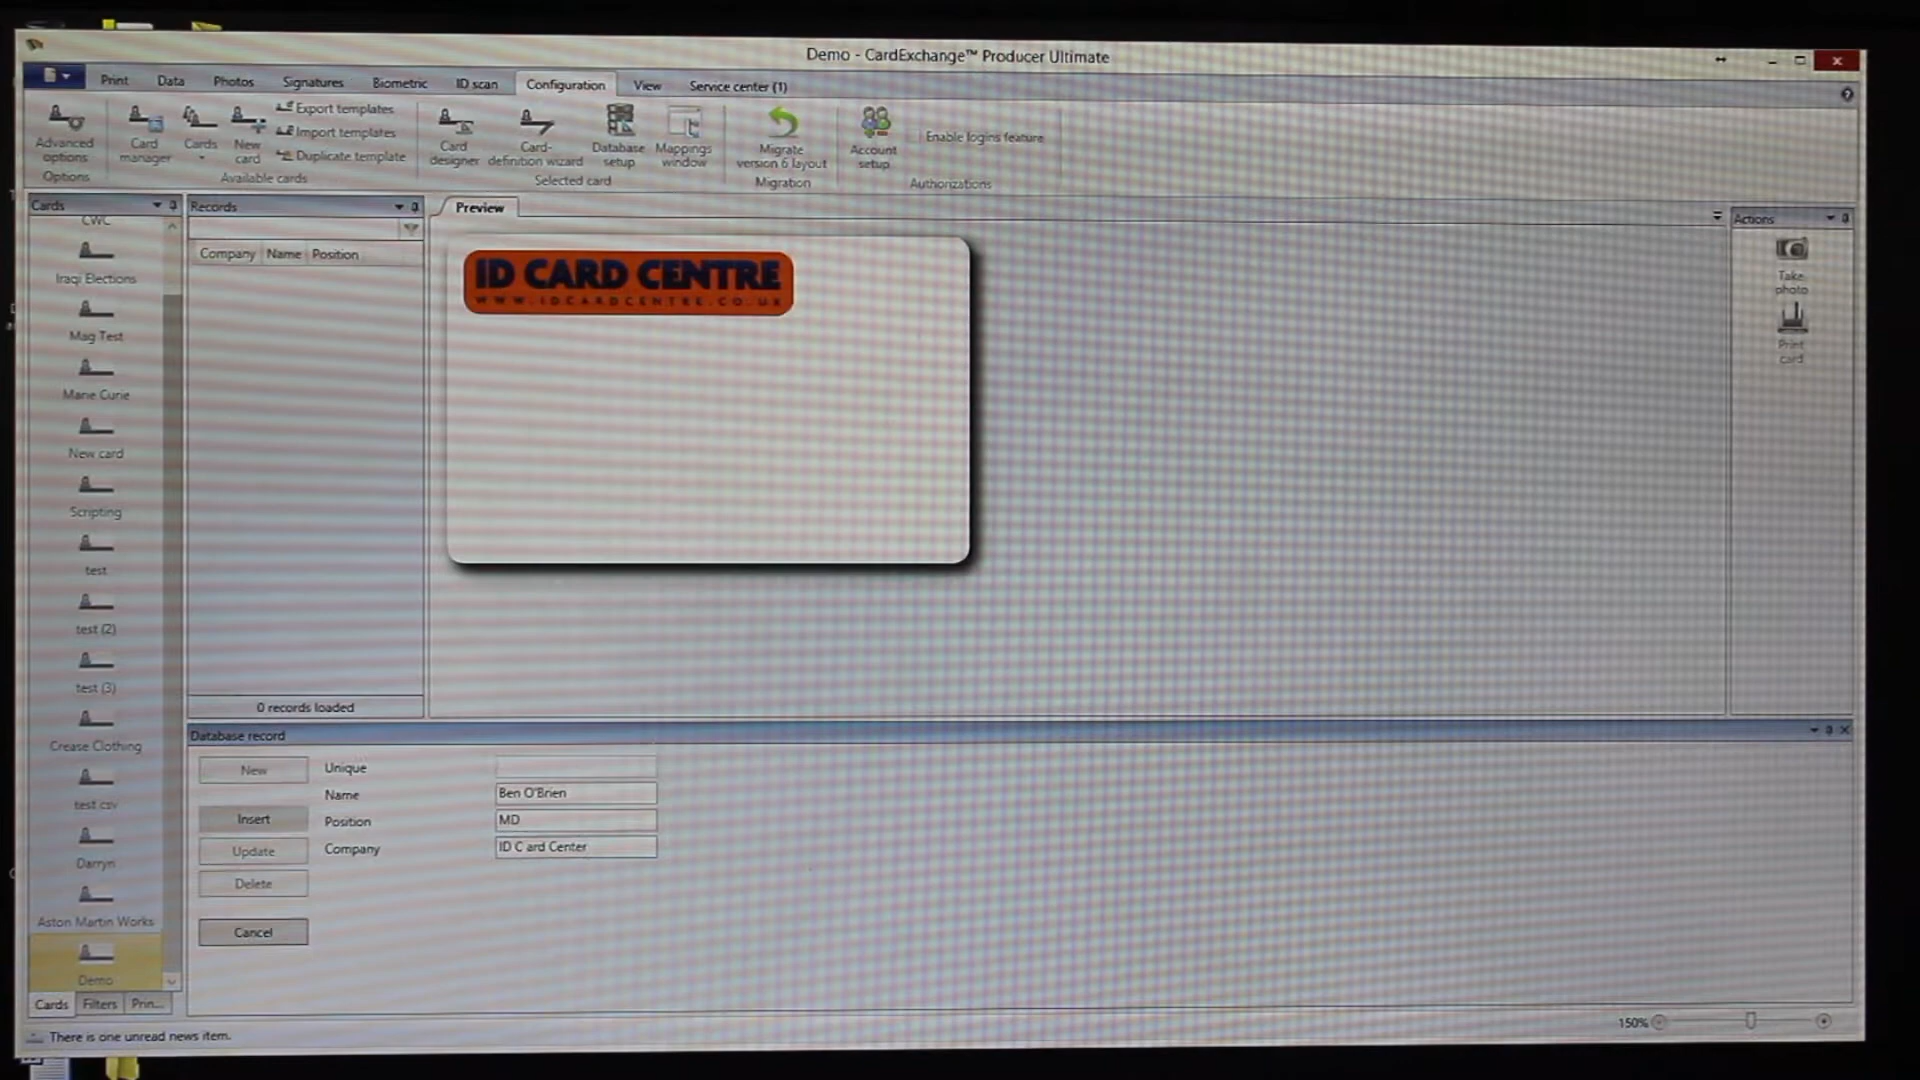 Demo - CardExchange™ Producer Ultimate
Print Data Photos Signatures Biometric ID scan Configuration View Service center (1)
Advanced options
Card manager
Cards
New card
Export templates
Import templates
Duplicate template
Card designer
Card-definition wizard
Database setup
Mappings window
Migrate version 6 layout
Account setup
Enable logins feature
Options
Available cards
Selected card
Migration
Authorizations
Cards
CWC
Iraqi Elections
Mag Test
Marie Curie
New card
Scripting
test
test (2)
test (3)
Crease Clothing
test csv
Darryn
Aston Martin Works
Demo
Cards Filters Prin...
Records
Company Name Position
0 records loaded
Preview
ID CARD CENTRE
WWW.IDCARDCENTRE.CO.UK
Actions
Take photo
Print card
Database record
New
Insert
Update
Delete
Cancel
Unique
Name Ben O'Brien
Position MD
Company ID C ard Center
There is one unread news item.
150%